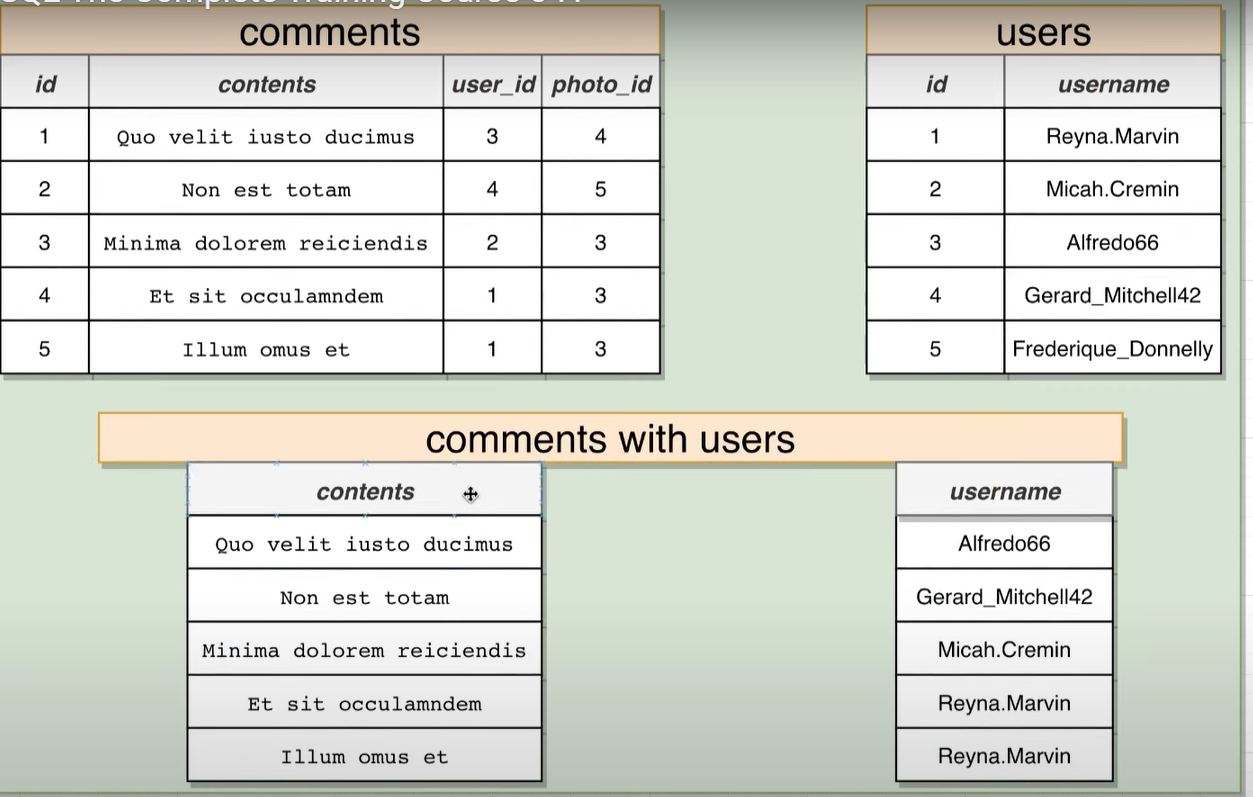 comments
id contents user_id photo_id
1 Quo velit iusto ducimus 3 4
2 Non est totam 4 5
3 Minima dolorem reiciendis 2 3
4 Et sit occulamndem 1 3
5 Illum omus et 1 3
users
id username
1 Reyna.Marvin
2 Micah.Cremin
3 Alfredo66
4 Gerard_Mitchell42
5 Frederique_Donnelly
comments with users
contents username
Quo velit iusto ducimus Alfredo66
Non est totam Gerard_Mitchell42
Minima dolorem reiciendis Micah.Cremin
Et sit occulamndem Reyna.Marvin
Illum omus et Reyna.Marvin